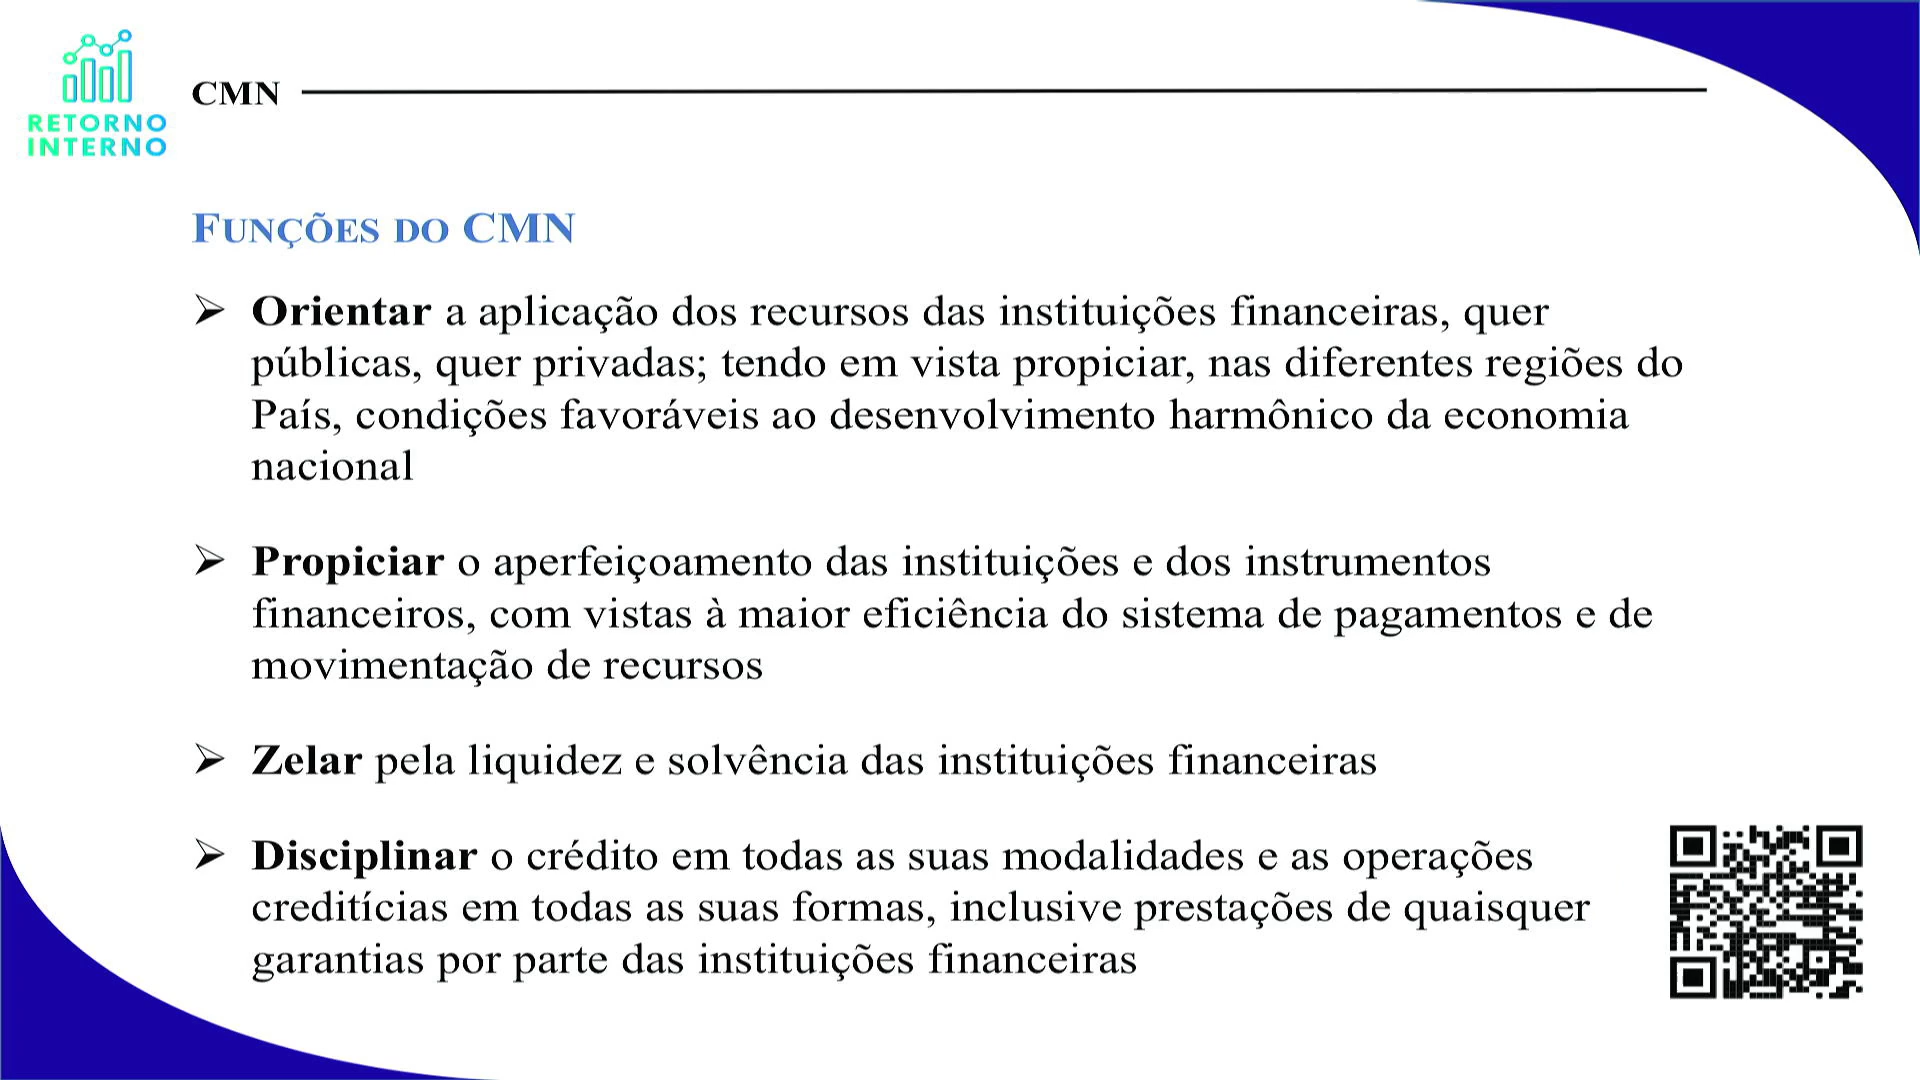 RETORNO
INTERNO
CMN
FUNÇÕES DO CMN
➢ Orientar a aplicação dos recursos das instituições financeiras, quer
públicas, quer privadas; tendo em vista propiciar, nas diferentes regiões do
País, condições favoráveis ao desenvolvimento harmônico da economia
nacional
➢ Propiciar o aperfeiçoamento das instituições e dos instrumentos
financeiros, com vistas à maior eficiência do sistema de pagamentos e de
movimentação de recursos
➢ Zelar pela liquidez e solvência das instituições financeiras
➢ Disciplinar o crédito em todas as suas modalidades e as operações
creditícias em todas as suas formas, inclusive prestações de quaisquer
garantias por parte das instituições financeiras